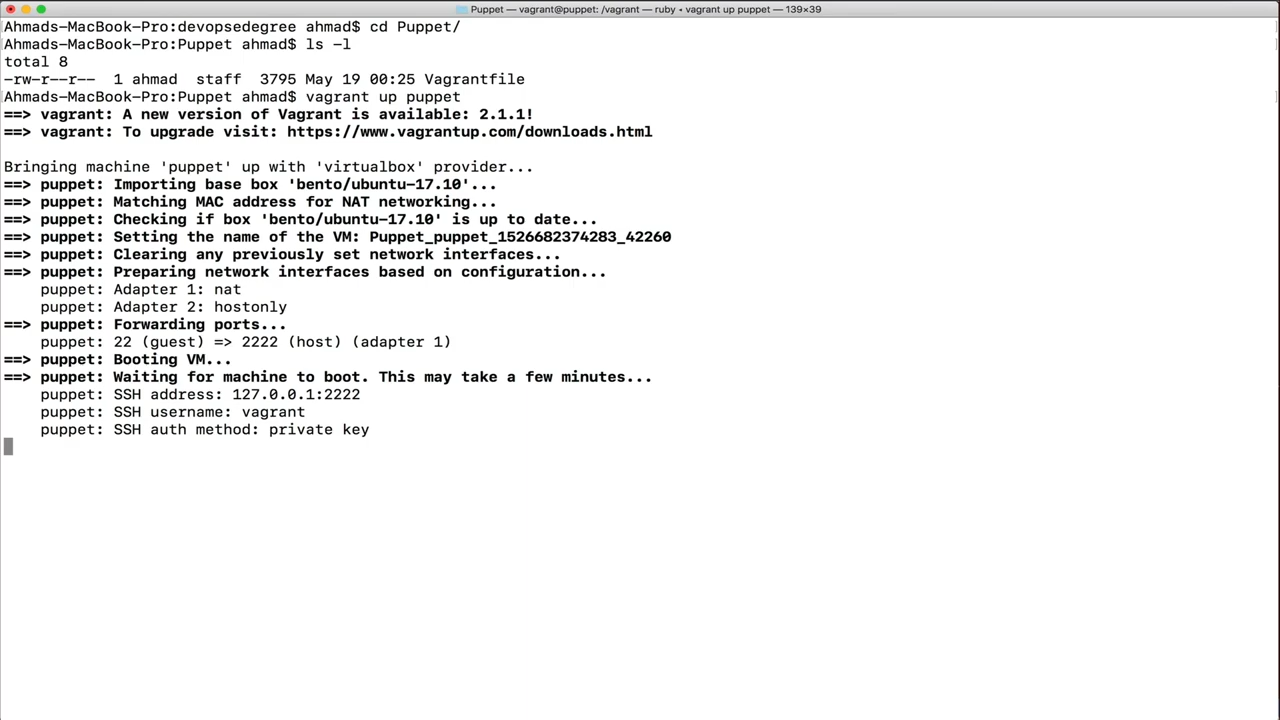 Puppet — vagrant@puppet: /vagrant — ruby • vagrant up puppet — 139×39
Ahmads-MacBook-Pro:devopsedegree ahmad$ cd Puppet/
Ahmads-MacBook-Pro:Puppet ahmad$ ls -l
total 8
-rw-r--r--  1 ahmad  staff  3795 May 19 00:25 Vagrantfile
Ahmads-MacBook-Pro:Puppet ahmad$ vagrant up puppet
==> vagrant: A new version of Vagrant is available: 2.1.1!
==> vagrant: To upgrade visit: https://www.vagrantup.com/downloads.html
Bringing machine 'puppet' up with 'virtualbox' provider...
==> puppet: Importing base box 'bento/ubuntu-17.10'...
==> puppet: Matching MAC address for NAT networking...
==> puppet: Checking if box 'bento/ubuntu-17.10' is up to date...
==> puppet: Setting the name of the VM: Puppet_puppet_1526682374283_42260
==> puppet: Clearing any previously set network interfaces...
==> puppet: Preparing network interfaces based on configuration...
    puppet: Adapter 1: nat
    puppet: Adapter 2: hostonly
==> puppet: Forwarding ports...
    puppet: 22 (guest) => 2222 (host) (adapter 1)
==> puppet: Booting VM...
==> puppet: Waiting for machine to boot. This may take a few minutes...
    puppet: SSH address: 127.0.0.1:2222
    puppet: SSH username: vagrant
    puppet: SSH auth method: private key